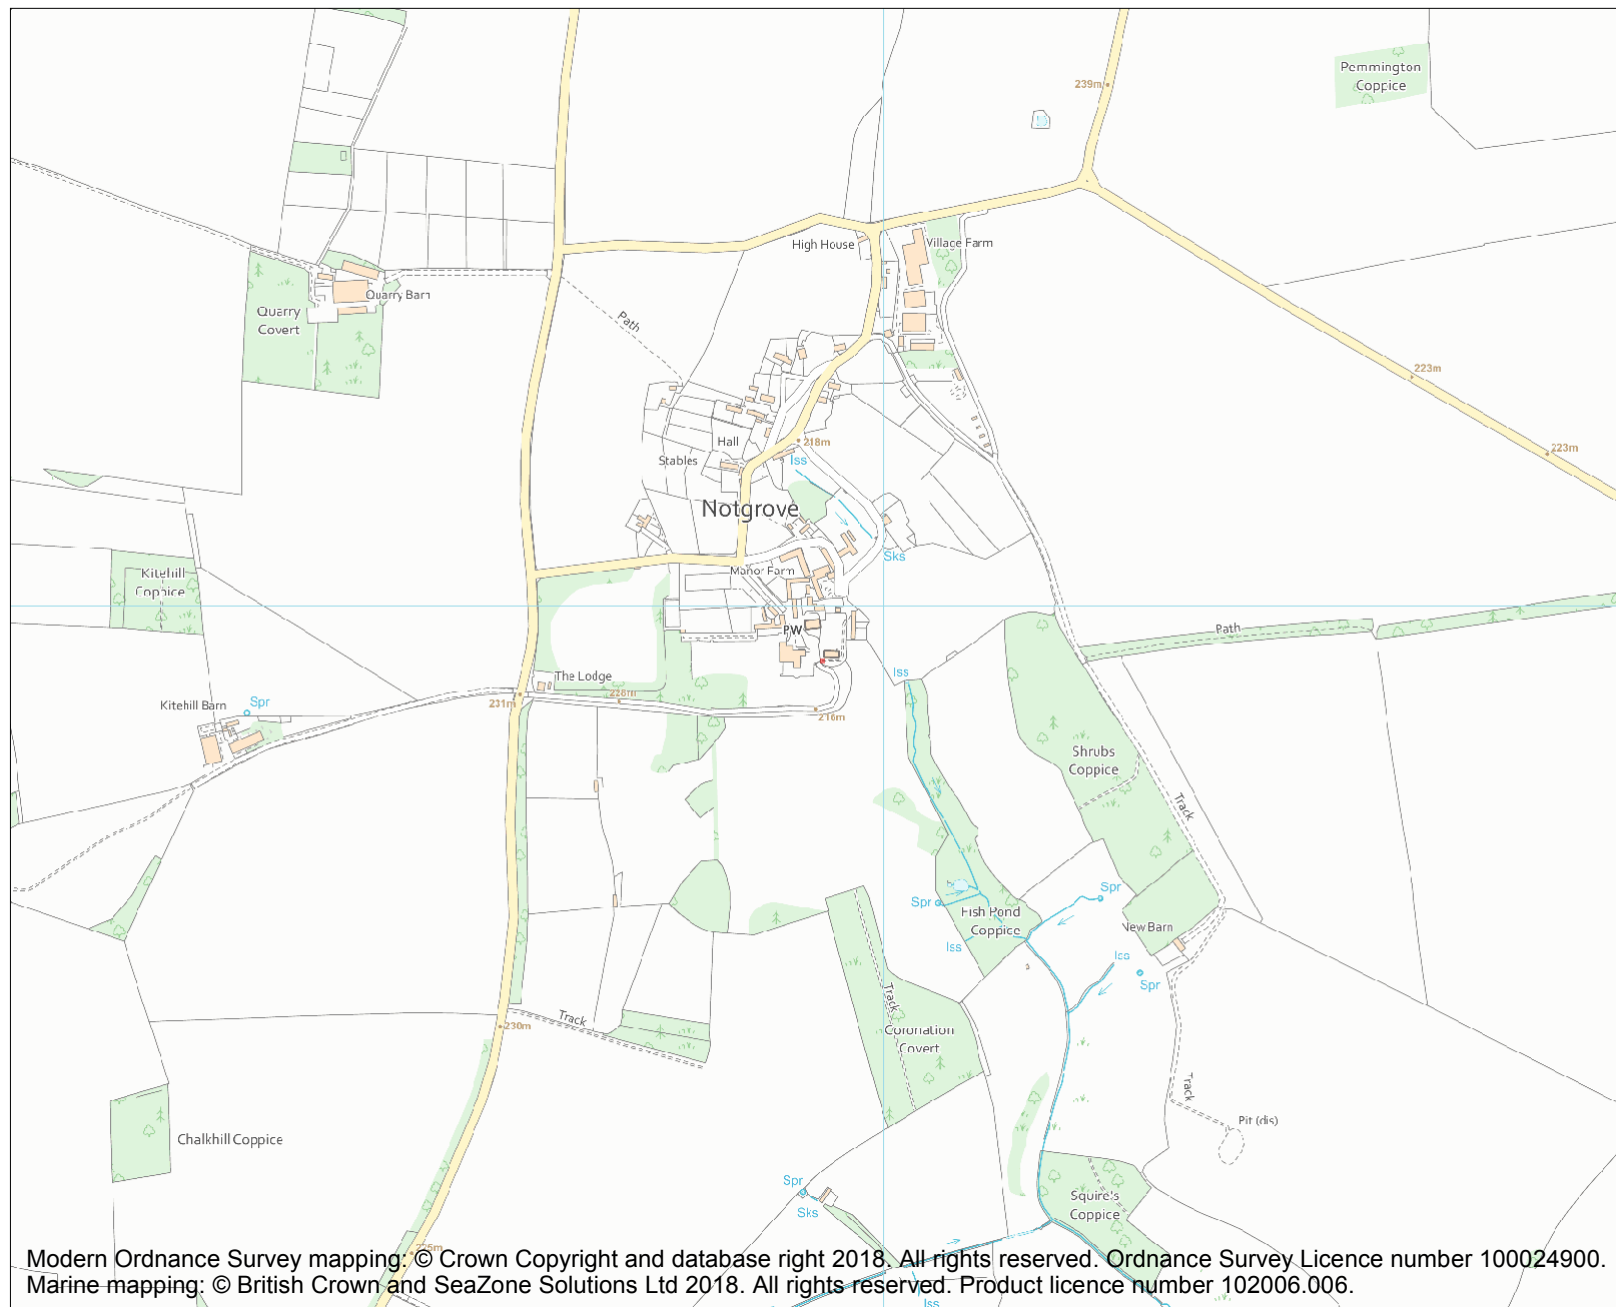 Pemmington
Coppice
239m
High House
Village Farm
Quarry Barn
Quarry
Covert
Path
223m
218m
Hall
Iss
223m
Stables
Notgrove
Sks
Manor Farm
Kitehill
Coppice
PW
Path
Iss
The Lodge
228m
Kitehill Barn
Spr
231m
216m
Shrubs
Coppice
Track
Spr
Spr
Fish Pond
Coppice
New Barn
Iss
Iss
Spr
Track
Track
230m
Coronation
Covert
Track
Pit (dis)
Chalkhill Coppice
Spr
Squire's
Coppice
Sks
Modern Ordnance Survey mapping: © Crown Copyright and database right 2018. All rights reserved. Ordnance Survey Licence number 100024900.
Marine mapping: © British Crown and SeaZone Solutions Ltd 2018. All rights reserved. Product licence number 102006.006.
Iss